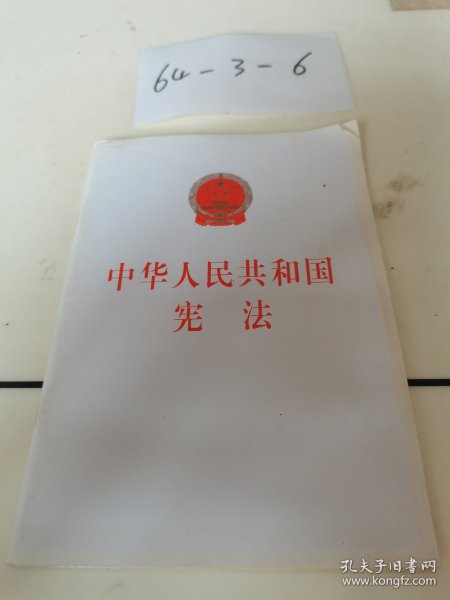 64-3-6
中华人民共和国
宪 法
孔夫子旧书网
www.kongfz.com